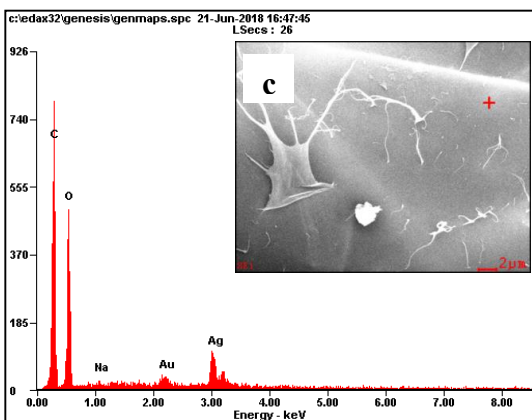 c:\edax32\genesis\genmaps.spc 21-Jun-2018 16:47:45
LSecs : 26
926
740
555
370
185
0
C
O
Na
Au
Ag
c
2µm
0.00 1.00 2.00 3.00 4.00 5.00 6.00 7.00 8.00
Energy - keV